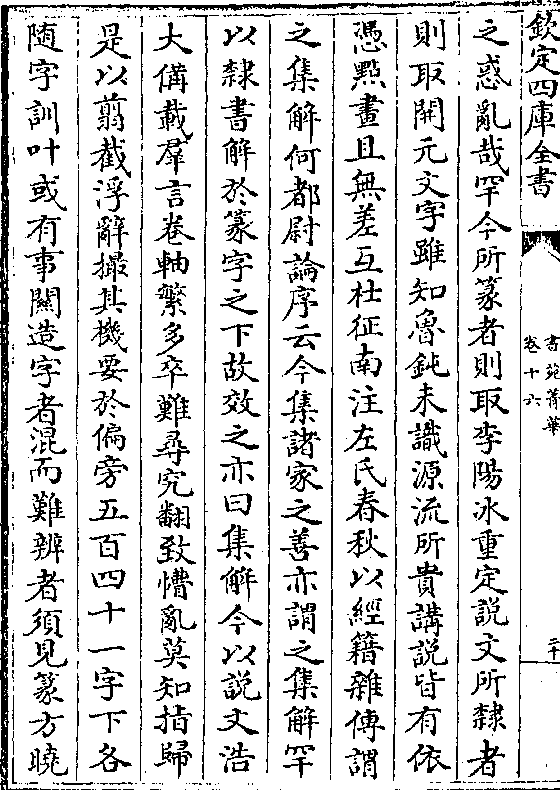 欽定四庫全書
書苑菁華
卷十六
二十
之惑亂哉罕今所篆者則取李陽冰重定説文所隸者
則取開元文字雖知魯鈍未識源流所貴講説皆有依
憑㸃畫且無差互杜征南注左氏春秋以經籍雜傳謂
之集解何都尉論序云今集諸家之善亦謂之集解罕
以隸書解於篆字之下故效之亦曰集解今以説文浩
大備載羣言卷軸繁多卒難尋究翻致懵亂莫知指歸
是以翦截浮辭撮其機要於偏旁五百四十一字下各
随字訓叶或有事關造字者混而難辨者須見篆方曉